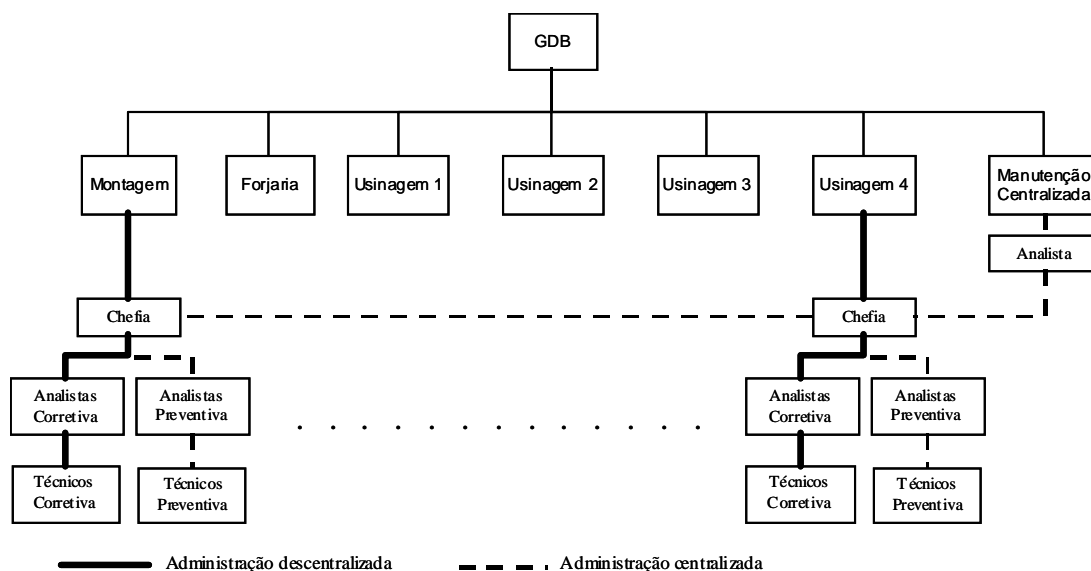 GDB
Montagem
Forjaria
Usinagem 1
Usinagem 2
Usinagem 3
Usinagem 4
Manutenção
Centralizada
Analista
Chefia
Chefia
Analistas
Corretiva
Analistas
Preventiva
Analistas
Corretiva
Analistas
Preventiva
Técnicos
Corretiva
Técnicos
Preventiva
Técnicos
Corretiva
Técnicos
Preventiva
Administração descentralizada
Administração centralizada